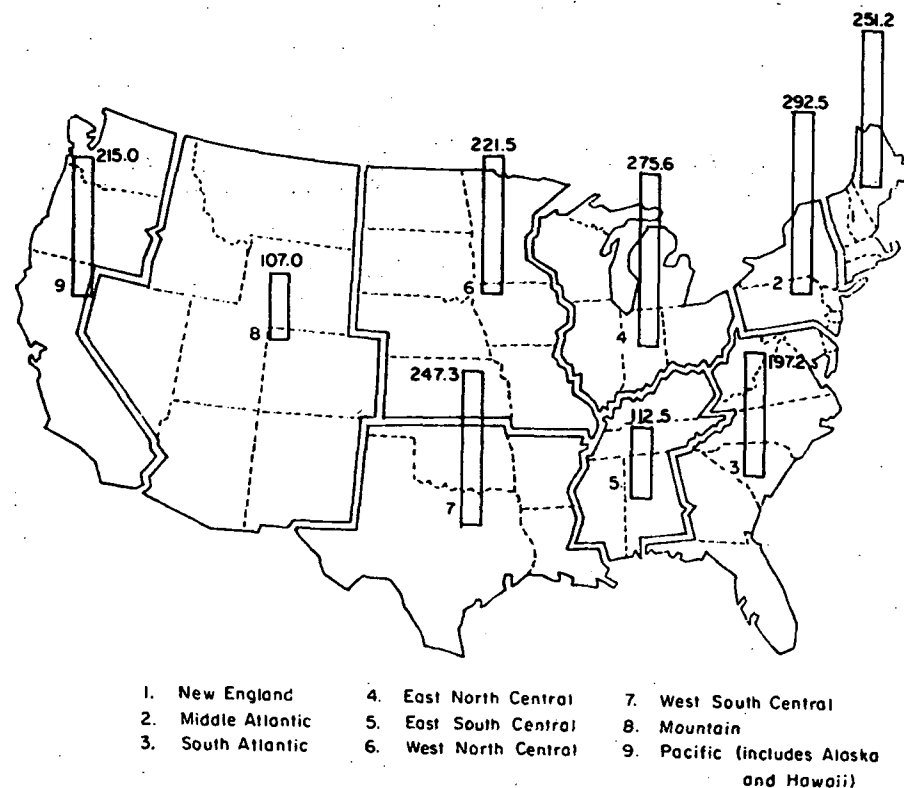 251.2
292.5
221.5
215.0
275.6
107.0
9
6
2
8
4
247.3
197.2
112.5
3
5
7
1. New England
2. Middle Atlantic
3. South Atlantic
4. East North Central
5. East South Central
6. West North Central
7. West South Central
8. Mountain
9. Pacific (includes Alaska
and Hawaii)